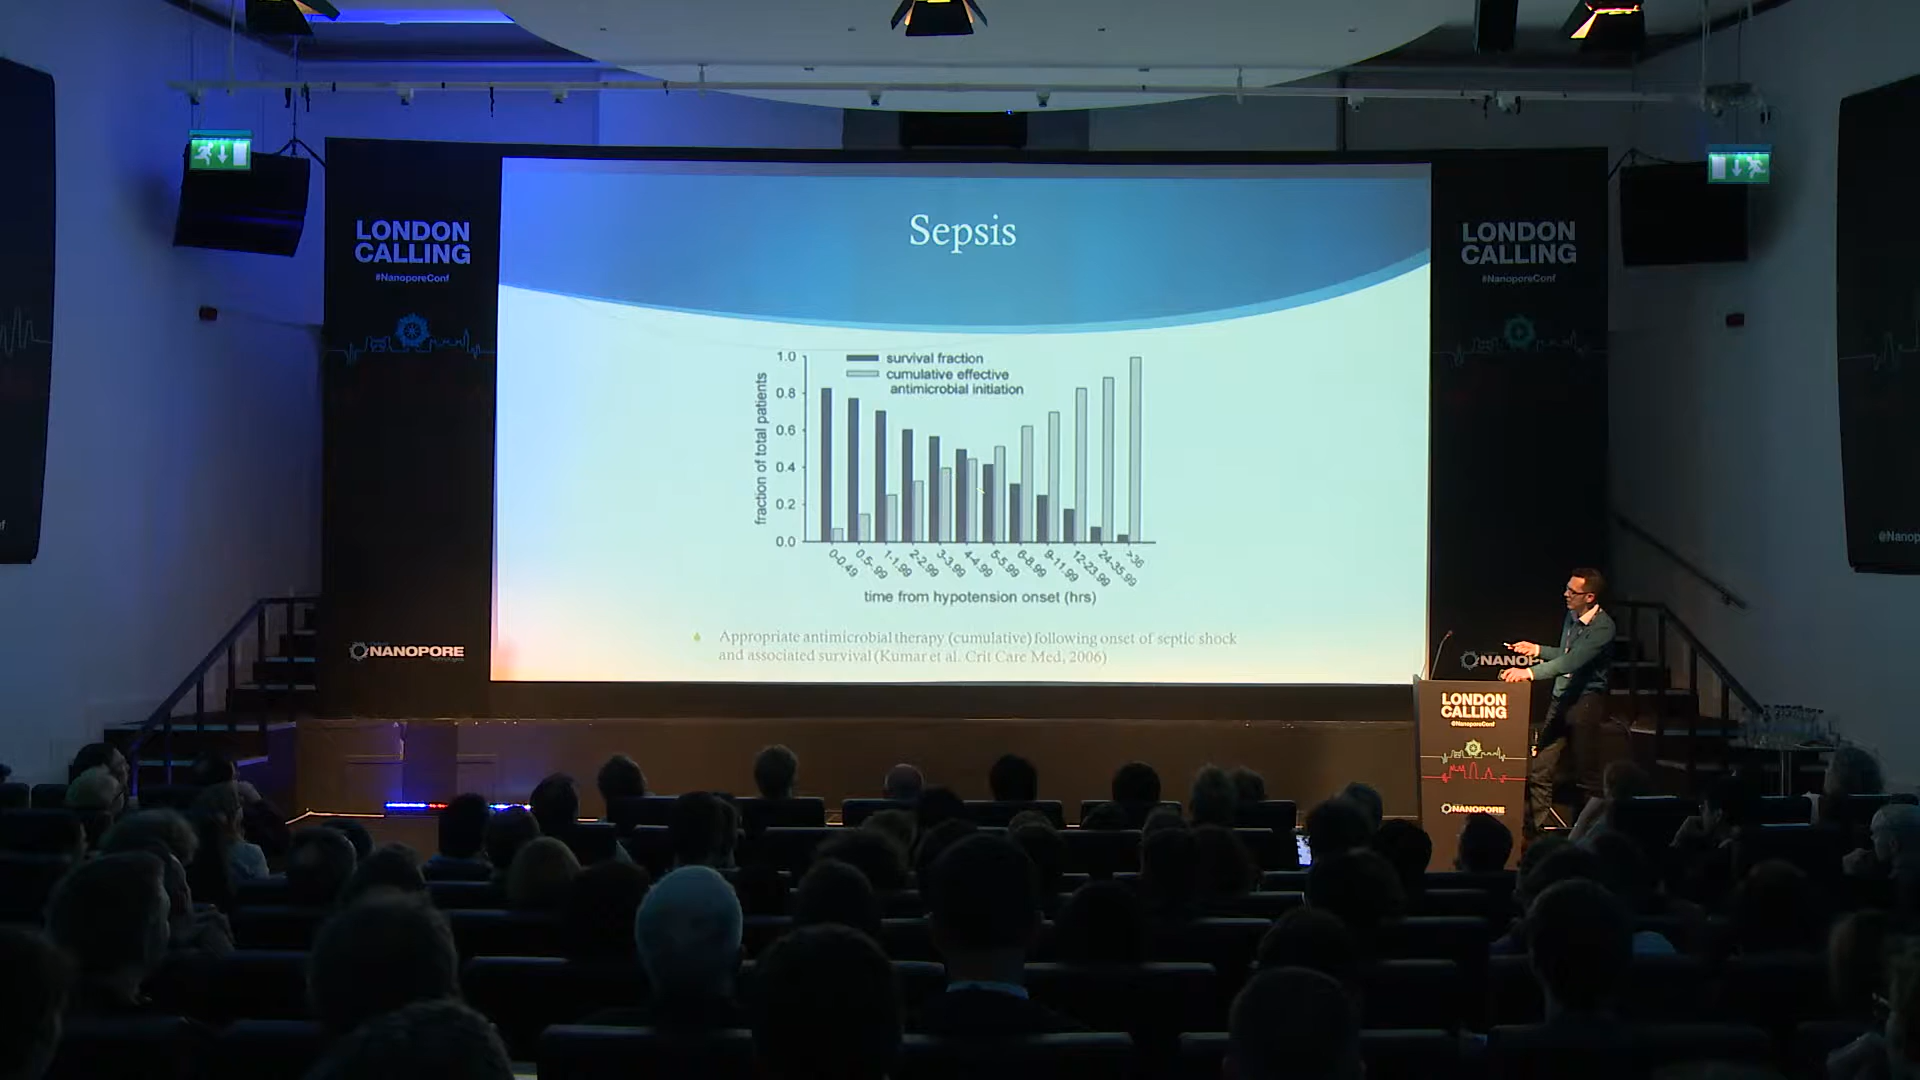 LONDON
CALLING
#NanoporeConf
NANOPORE
Sepsis
1.0
0.8
0.6
0.4
0.2
0.0
fraction of total patients
survival fraction
cumulative effective
antimicrobial initiation
0-0.49
0.5-.99
1-1.99
2-2.99
3-3.99
4-4.99
5-5.99
6-8.99
9-11.99
12-23.99
24-35.99
>36
time from hypotension onset (hrs)
Appropriate antimicrobial therapy (cumulative) following onset of septic shock
and associated survival (Kumar et al. Crit Care Med, 2006)
LONDON
CALLING
#NanoporeConf
NANOP
LONDON
CALLING
@NanoporeConf
NANOPORE
@Nanop